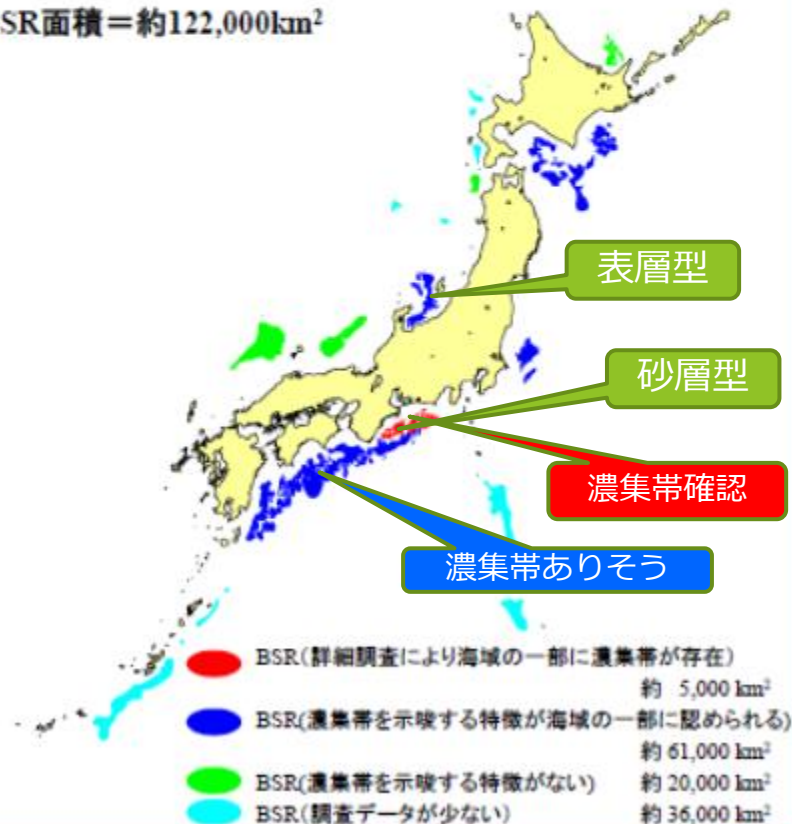 SR面積＝約122,000km²
表層型
砂層型
濃集帯確認
濃集帯ありそう
BSR(詳細調査により海域の一部に濃集帯が存在)
約 5,000 km²
BSR(濃集帯を示唆する特徴が海域の一部に認められる)
約 61,000 km²
BSR(濃集帯を示唆する特徴がない) 約 20,000 km²
BSR(調査データが少ない) 約 36,000 km²